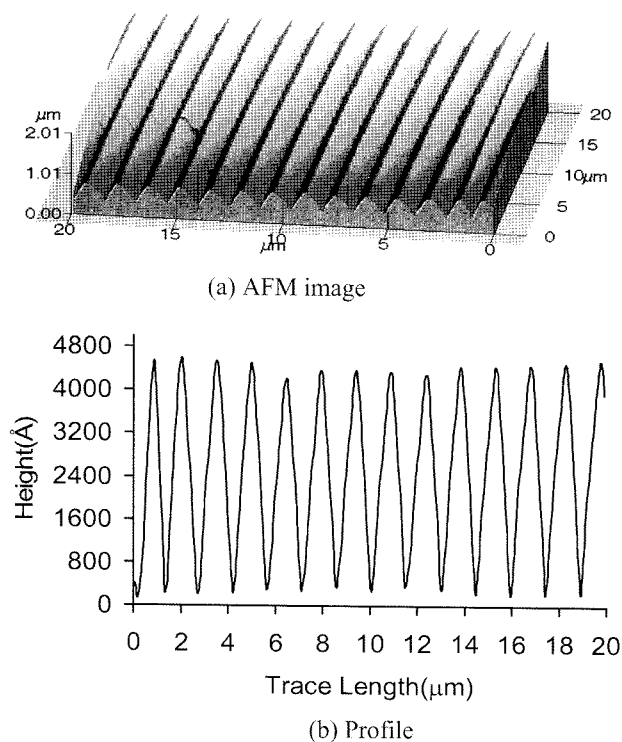 μm
2.01
1.01
0.00
20
15
10
μm
5
0
20
15
10μm
5
0
(a) AFM image
4800
4000
3200
2400
1600
800
0
Height(Å)
0 2 4 6 8 10 12 14 16 18 20
Trace Length(μm)
(b) Profile